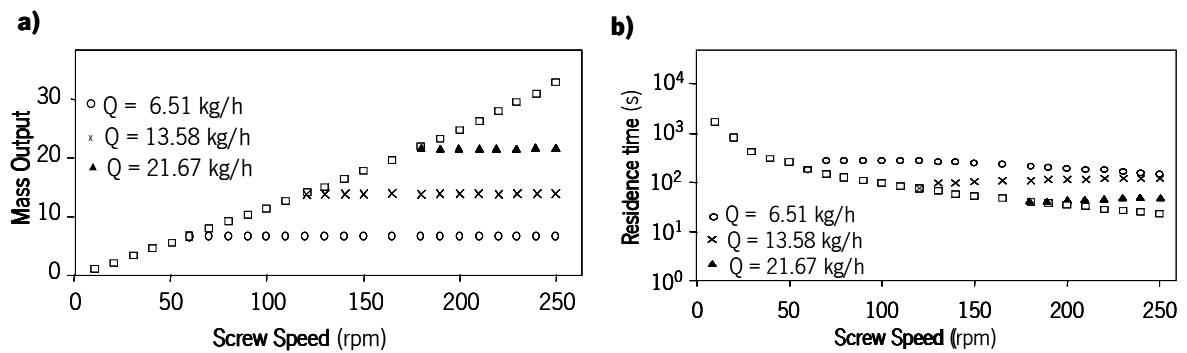 a)
Mass Output
30
20
10
0
Q = 6.51 kg/h
Q = 13.58 kg/h
Q = 21.67 kg/h
0 50 100 150 200 250
Screw Speed (rpm)
b)
Residence time (s)
10⁴
10³
10²
10¹
10⁰
Q = 6.51 kg/h
Q = 13.58 kg/h
Q = 21.67 kg/h
0 50 100 150 200 250
Screw Speed (rpm)